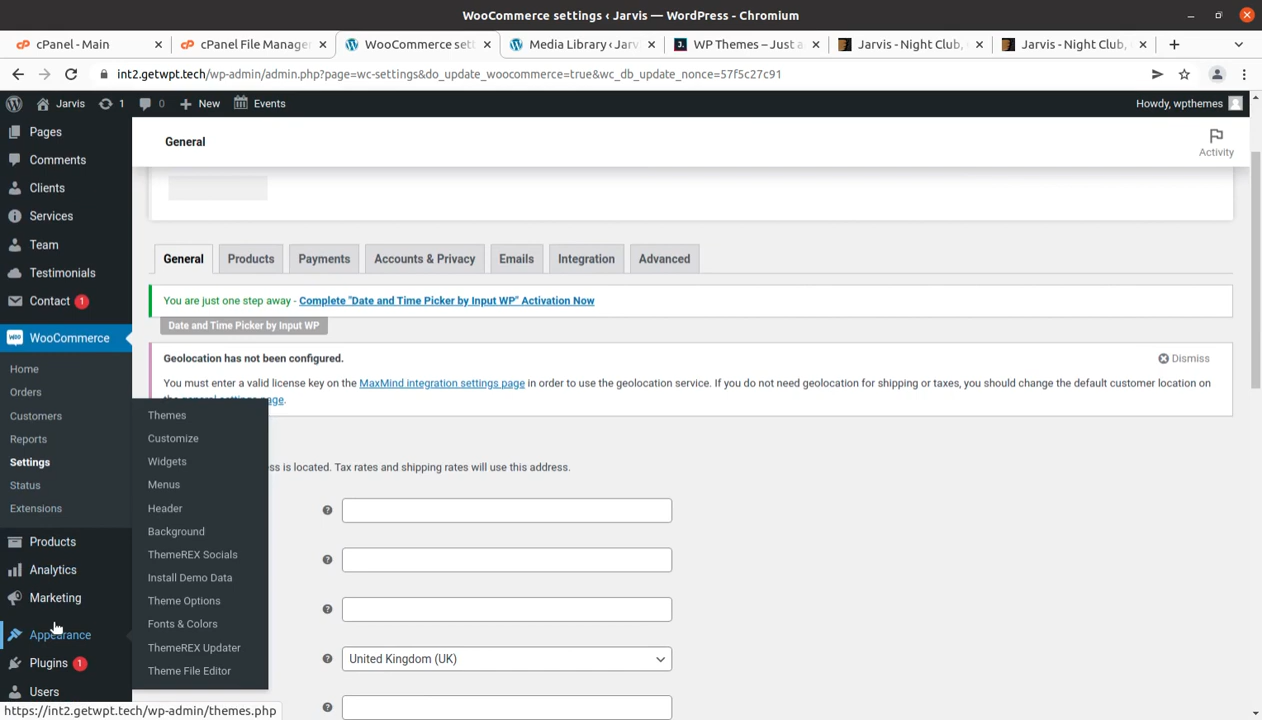 WooCommerce settings ‹ Jarvis — WordPress - Chromium
cPanel - Main
cPanel File Manage
WooCommerce set
Media Library ‹ Jarv
WP Themes – Just a
Jarvis - Night Club,
Jarvis - Night Club,
int2.getwpt.tech/wp-admin/admin.php?page=wc-settings&do_update_woocommerce=true&wc_db_update_nonce=57f5c27c91
Jarvis
1
0
New
Events
Howdy, wpthemes
Pages
Comments
Clients
Services
Team
Testimonials
Contact 1
WooCommerce
Home
Orders
Customers
Reports
Settings
Status
Extensions
Products
Analytics
Marketing
Appearance
Plugins 1
Users
General
Activity
General
Products
Payments
Accounts & Privacy
Emails
Integration
Advanced
You are just one step away - Complete "Date and Time Picker by Input WP" Activation Now
Date and Time Picker by Input WP
Geolocation has not been configured.
Dismiss
You must enter a valid license key on the MaxMind integration settings page in order to use the geolocation service. If you do not need geolocation for shipping or taxes, you should change the default customer location on
the general settings page.
Themes
Customize
Widgets
Menus
Header
Background
ThemeREX Socials
Install Demo Data
Theme Options
Fonts & Colors
ThemeREX Updater
Theme File Editor
ss is located. Tax rates and shipping rates will use this address.
United Kingdom (UK)
https://int2.getwpt.tech/wp-admin/themes.php